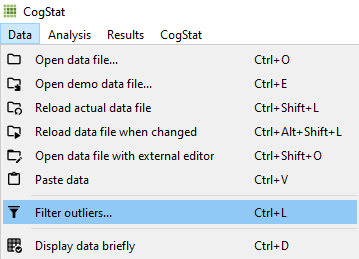 CogStat
Data Analysis Results CogStat
Open data file... Ctrl+O
Open demo data file... Ctrl+E
Reload actual data file Ctrl+Shift+L
Reload data file when changed Ctrl+Alt+Shift+L
Open data file with external editor Ctrl+Shift+O
Paste data Ctrl+V
Filter outliers... Ctrl+L
Display data briefly Ctrl+D